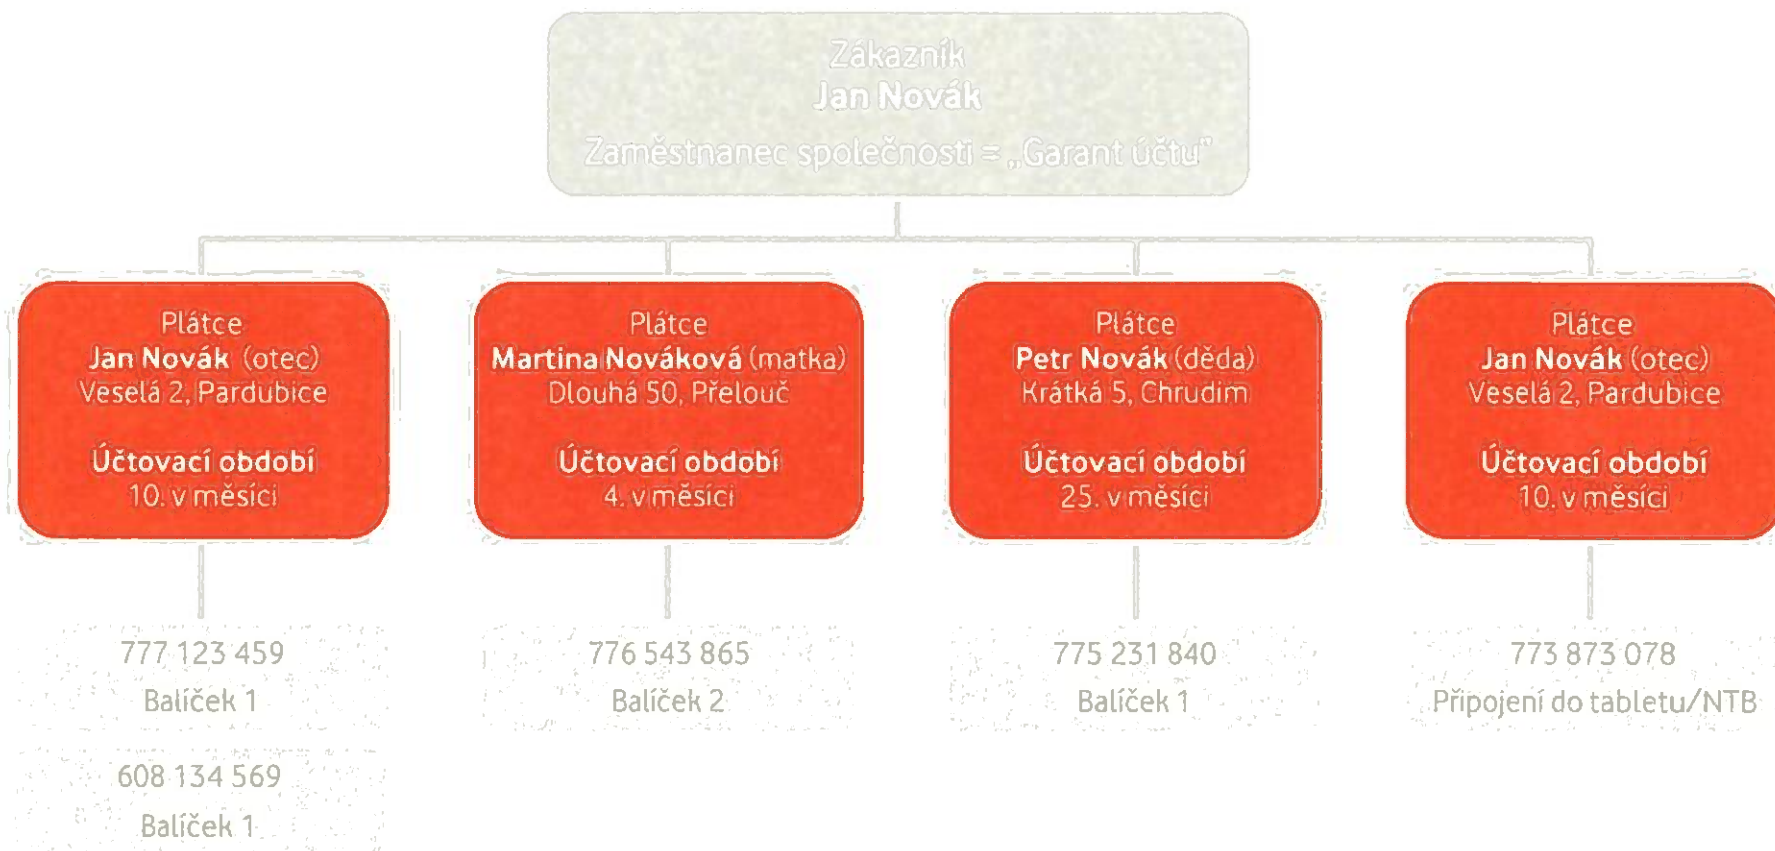 Zákazník
Jan Novák
Zaměstnanec společnosti = „Garant účtu"
Plátce
Jan Novák (otec)
Veselá 2, Pardubice
Účtovací období
10. v měsíci
Plátce
Martina Nováková (matka)
Dlouhá 50, Přelouč
Účtovací období
4. v měsíci
Plátce
Petr Novák (děda)
Krátká 5, Chrudim
Účtovací období
25. v měsíci
Plátce
Jan Novák (otec)
Veselá 2, Pardubice
Účtovací období
10. v měsíci
777 123 459
Balíček 1
608 134 569
Balíček 1
776 543 865
Balíček 2
775 231 840
Balíček 1
773 873 078
Připojení do tabletu/NTB